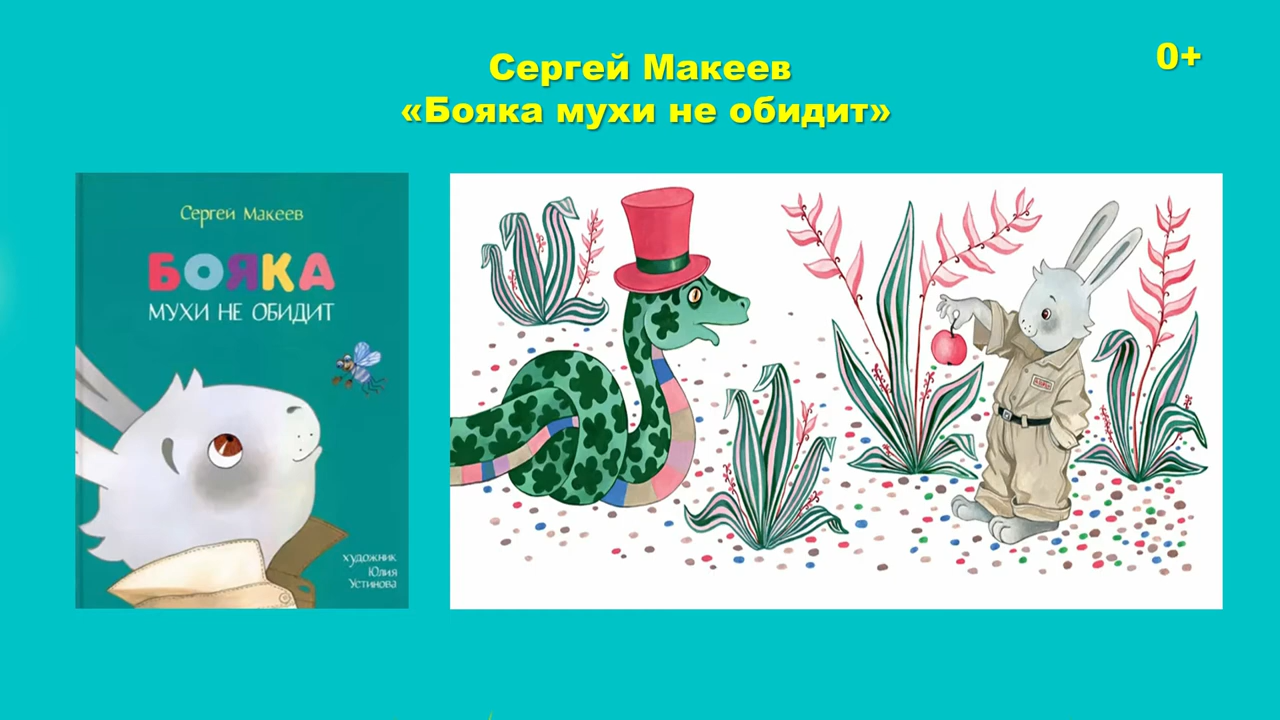 Сергей Макеев
«Бояка мухи не обидит»
0+
Сергей Макеев
БОЯКА
МУХИ НЕ ОБИДИТ
художник
Юлия
Устинова